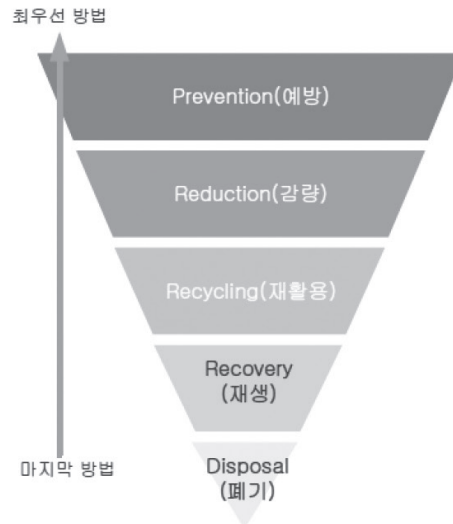 최우선 방법
Prevention(예방)
Reduction(감량)
Recycling(재활용)
Recovery
(재생)
마지막 방법
Disposal
(폐기)